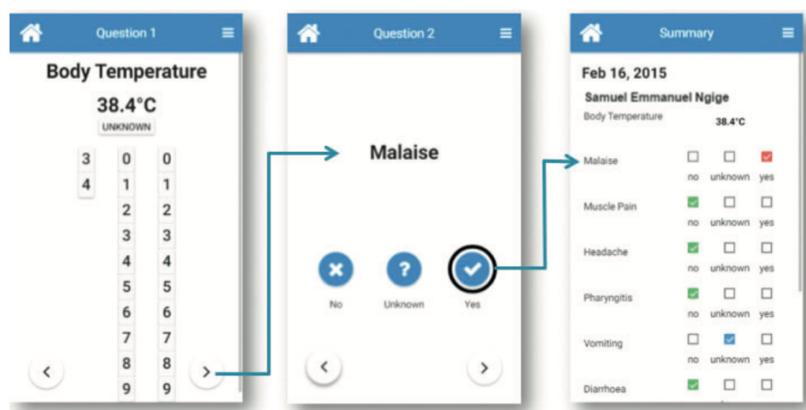 Question 1
Body Temperature
38.4°C
UNKNOWN
3 0 0
4 1 1
2 2
3 3
4 4
5 5
6 6
7 7
8 8
9 9
Question 2
Malaise
No Unknown Yes
Summary
Feb 16, 2015
Samuel Emmanuel Ngige
Body Temperature 38.4°C
Malaise
no unknown yes
Muscle Pain
no unknown yes
Headache
no unknown yes
Pharyngitis
no unknown yes
Vomiting
no unknown yes
Diarrhoea